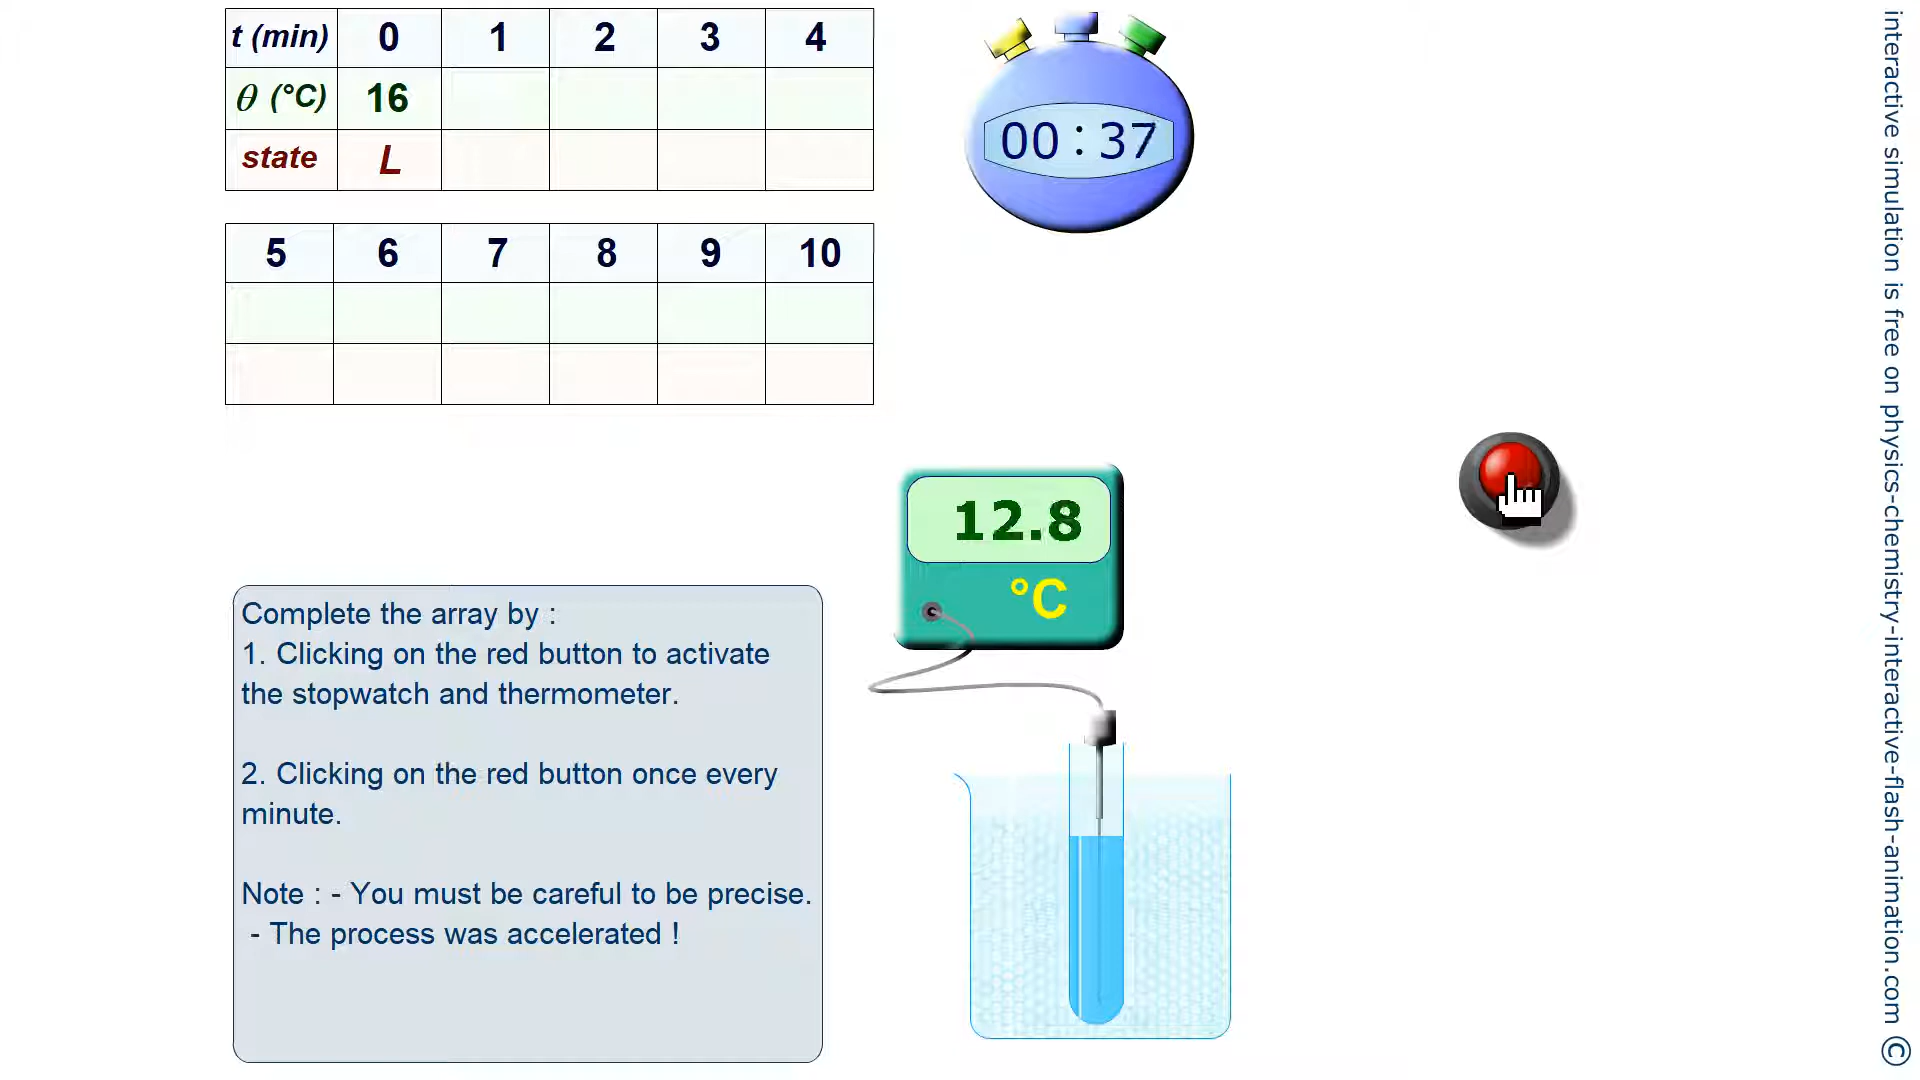 t (min) 0 1 2 3 4
θ (°C) 16
state L
00:37
5 6 7 8 9 10
12.8
°C
Complete the array by :
1. Clicking on the red button to activate
the stopwatch and thermometer.
2. Clicking on the red button once every
minute.
Note : - You must be careful to be precise.
- The process was accelerated !
interactive simulation is free on physics-chemistry-interactive-flash-animation.com ©